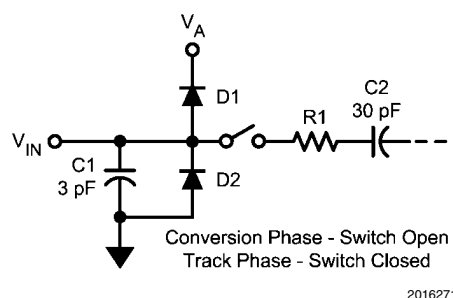 VA
D1
C2
30 pF
R1
VIN
C1
3 pF
D2
Conversion Phase - Switch Open
Track Phase - Switch Closed
2016271